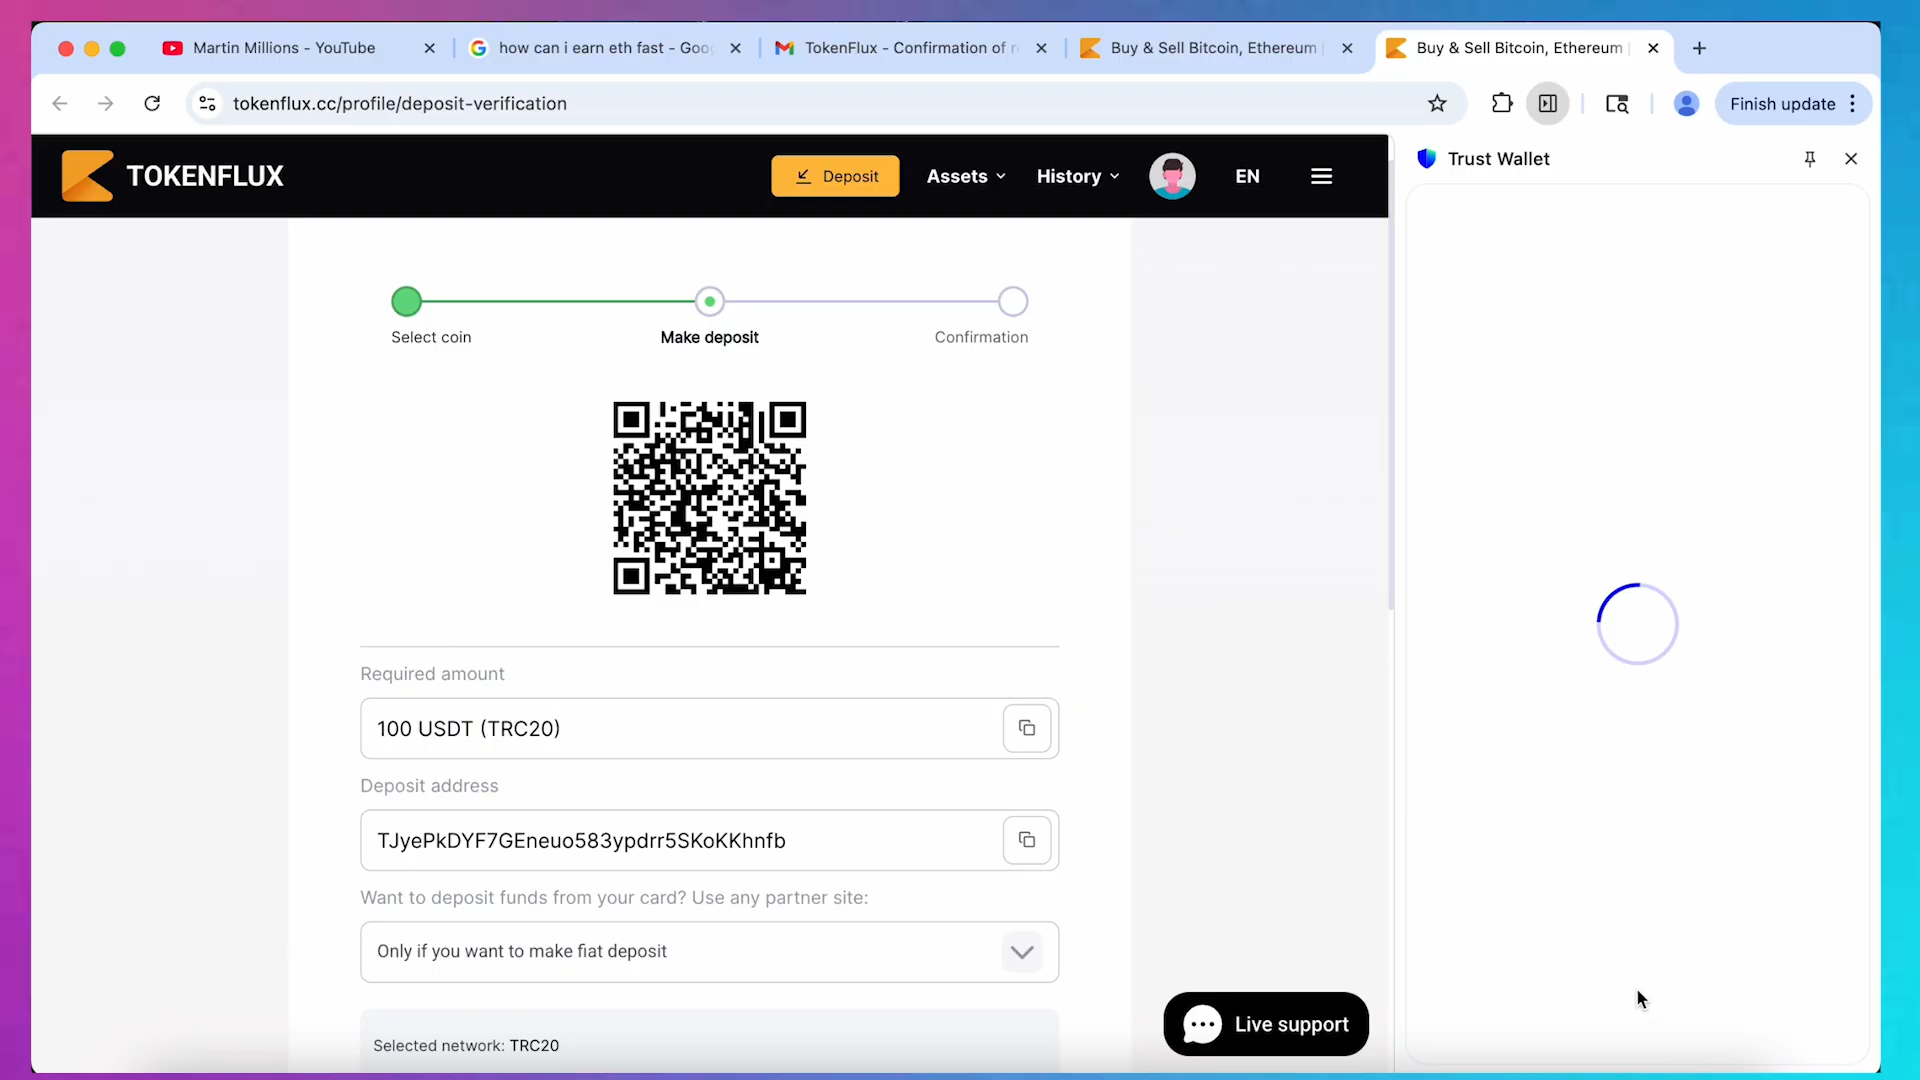 Martin Millions - YouTube
how can i earn eth fast - Goo
TokenFlux - Confirmation of r
Buy & Sell Bitcoin, Ethereum
Buy & Sell Bitcoin, Ethereum
tokenflux.cc/profile/deposit-verification
Finish update
TOKENFLUX
Deposit
Assets
History
EN
Trust Wallet
Select coin
Make deposit
Confirmation
Required amount
100 USDT (TRC20)
Deposit address
TJyePkDYF7GEneuo583ypdrr5SKoKKhnfb
Want to deposit funds from your card? Use any partner site:
Only if you want to make fiat deposit
Live support
Selected network: TRC20